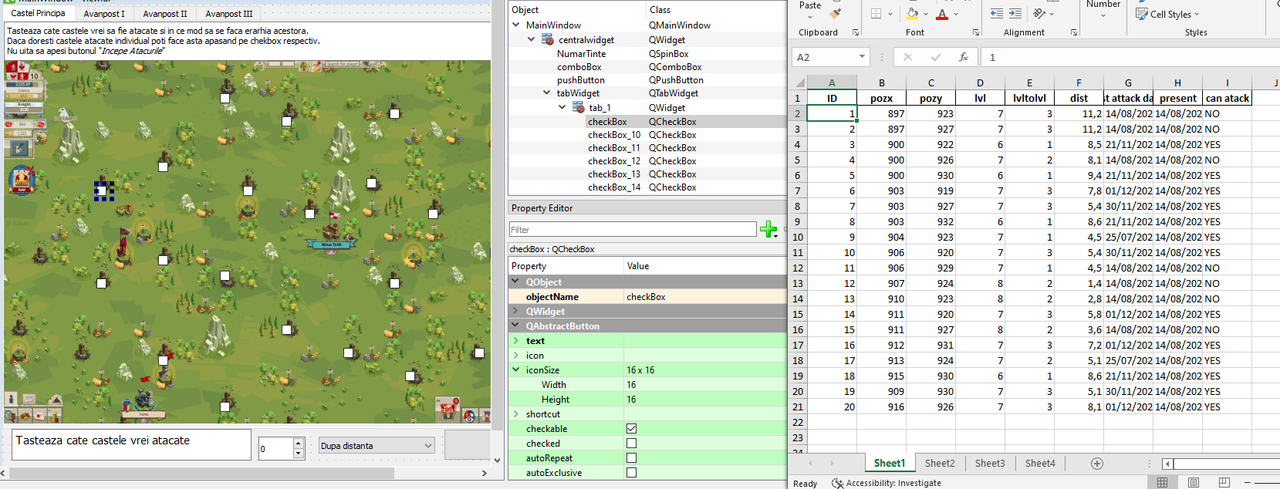 MainWindow
Castel Principa Avanpost I Avanpost II Avanpost III
Tasteaza cate castele vrei sa fie atacate si in ce mod sa se faca erarhia acestora.
Daca doresti castele atacate individual poti face asta apasand pe chekbox respectiv.
Nu uita sa apesi butonul "Incepe Atacurile"
10
Tasteaza cate castele vrei atacate
0
Dupa distanta
Object Class
MainWindow QMainWindow
centralwidget QWidget
NumarTinte QSpinBox
comboBox QComboBox
pushButton QPushButton
tabWidget QTabWidget
tab_1 QWidget
checkBox QCheckBox
checkBox_10 QCheckBox
checkBox_11 QCheckBox
checkBox_12 QCheckBox
checkBox_13 QCheckBox
checkBox_14 QCheckBox
Property Editor
Filter
checkBox : QCheckBox
Property Value
QObject
objectName checkBox
QWidget
QAbstractButton
text
icon
iconSize 16 x 16
Width 16
Height 16
shortcut
checkable
checked
autoRepeat
autoExclusive
Paste
Number
Cell Styles
Clipboard Font Alignment Styles
A2 fx 1
A B C D E F G H I J
1 ID pozx pozy lvl lvltolvl dist st attack da present can atack
2 1 897 923 7 3 11,2 14/08/202 14/08/202 NO
3 2 897 927 7 3 11,2 14/08/202 14/08/202 NO
4 3 900 922 6 1 8,5 21/11/202 14/08/202 YES
5 4 900 926 7 2 8,1 14/08/202 14/08/202 NO
6 5 900 930 6 1 9,4 21/11/202 14/08/202 YES
7 6 903 919 7 3 7,8 01/12/202 14/08/202 YES
8 7 903 927 7 3 5,4 30/11/202 14/08/202 YES
9 8 903 932 6 1 8,6 21/11/202 14/08/202 YES
10 9 904 923 7 1 4,5 25/07/202 14/08/202 YES
11 10 906 920 7 3 5,4 30/11/202 14/08/202 YES
12 11 906 929 7 1 4,5 14/08/202 14/08/202 NO
13 12 907 924 8 2 1,4 14/08/202 14/08/202 NO
14 13 910 923 8 2 2,8 14/08/202 14/08/202 NO
15 14 911 920 7 3 5,8 01/12/202 14/08/202 YES
16 15 911 927 8 2 3,6 14/08/202 14/08/202 NO
17 16 912 931 7 3 7,2 01/12/202 14/08/202 YES
18 17 913 924 7 2 5,1 25/07/202 14/08/202 YES
19 18 915 930 6 1 8,6 21/11/202 14/08/202 YES
20 19 909 930 7 3 5,1 30/11/202 14/08/202 YES
21 20 916 926 7 3 8,1 01/12/202 14/08/202 YES
22
23
24
Sheet1 Sheet2 Sheet3 Sheet4
Ready Accessibility: Investigate